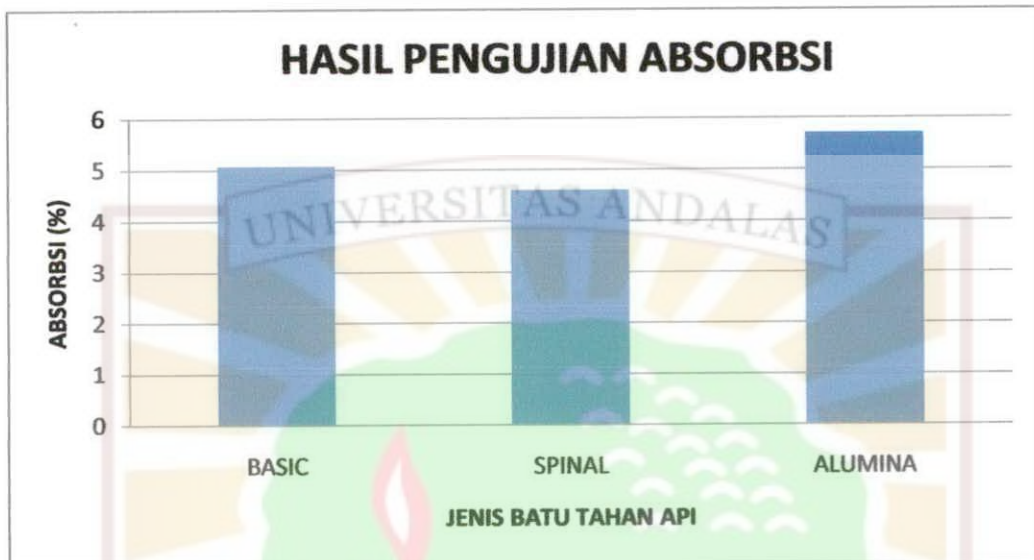 HASIL PENGUJIAN ABSORBSI
6
5
4
3
2
1
0
ABSORBSI (%)
UNIVERSITAS ANDALAS
BASIC
SPINAL
ALUMINA
JENIS BATU TAHAN API